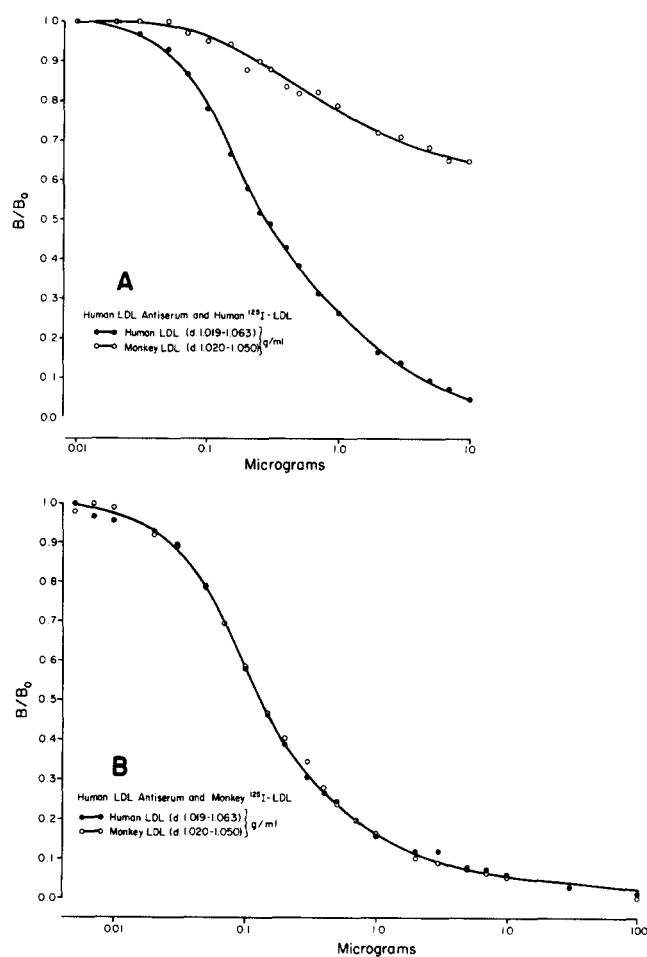 1.0
0.9
0.8
0.7
0.6
0.5
0.4
0.3
0.2
0.1
0.0
B/B₀
A
Human LDL Antiserum and Human ¹²⁵I-LDL
Human LDL (d. 1.019-1.063)
Monkey LDL (d. 1.020-1.050)
g/ml
0.01 0.1 1.0 10
Micrograms
1.0
0.9
0.8
0.7
0.6
0.5
0.4
0.3
0.2
0.1
0.0
B/B₀
B
Human LDL Antiserum and Monkey ¹²⁵I-LDL
Human LDL (d. 1.019-1.063)
Monkey LDL (d. 1.020-1.050)
g/ml
0.01 0.1 1.0 10 100
Micrograms